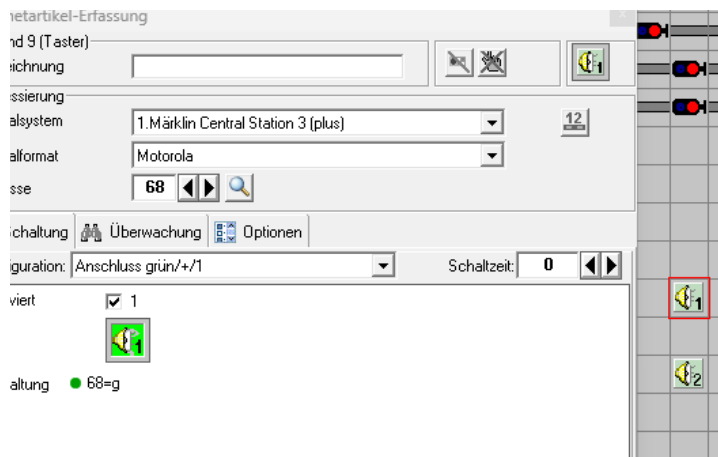 netartikel-Erfassung
nd 9 (Taster)
eichnung
1
ssierung
alsystem 1.Märklin Central Station 3 (plus) 12
alformat Motorola
sse 68
chaltung Überwachung Optionen
iguration: Anschluss grün/+/1 Schaltzeit: 0
viert 1
1
1
altung 68=g
2